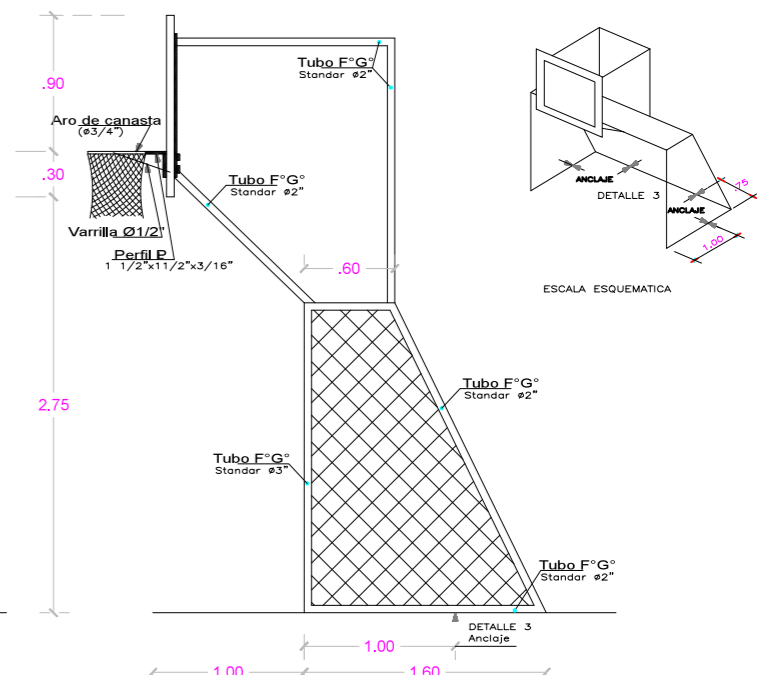 .90
.30
2.75
Aro de canasta
(ø3/4")
Varrilla Ø1/2"
1 1/2"x11/2"x3/16"
Tubo F°G°
Standar ø2"
Tubo F°G°
Standar ø2"
.60
Tubo F°G°
Standar ø2"
Tubo F°G°
Standar ø3"
Tubo F°G°
Standar ø2"
DETALLE 3
Anclaje
1.00
1.00
1.60
ANCLAJE
DETALLE 3
ANCLAJE
.75
1.00
ESCALA ESQUEMATICA
Perfil